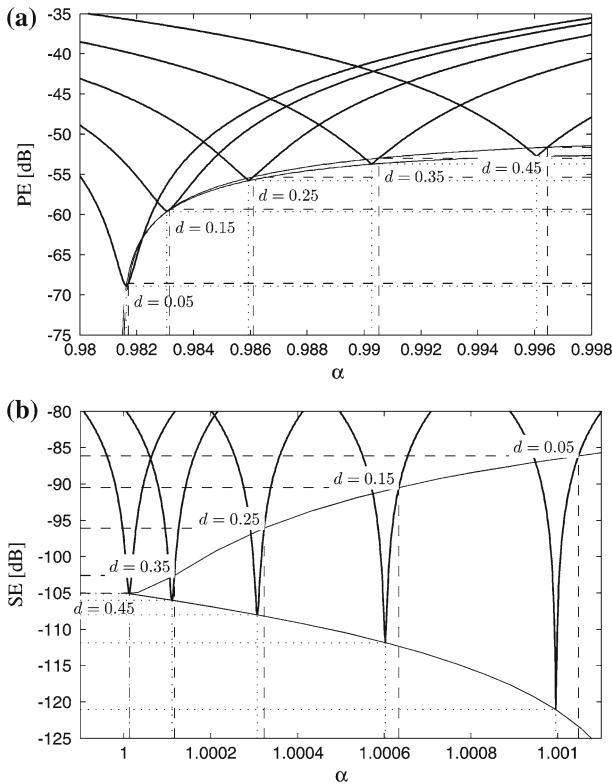 (a)
-35
-40
-45
-50
-55
-60
-65
-70
-75
PE [dB]
d = 0.45
d = 0.35
d = 0.25
d = 0.15
d = 0.05
0.98 0.982 0.984 0.986 0.988 0.99 0.992 0.994 0.996 0.998
α
(b)
-80
-85
-90
-95
-100
-105
-110
-115
-120
-125
SE [dB]
d = 0.05
d = 0.15
d = 0.25
d = 0.35
d = 0.45
1 1.0002 1.0004 1.0006 1.0008 1.001
α